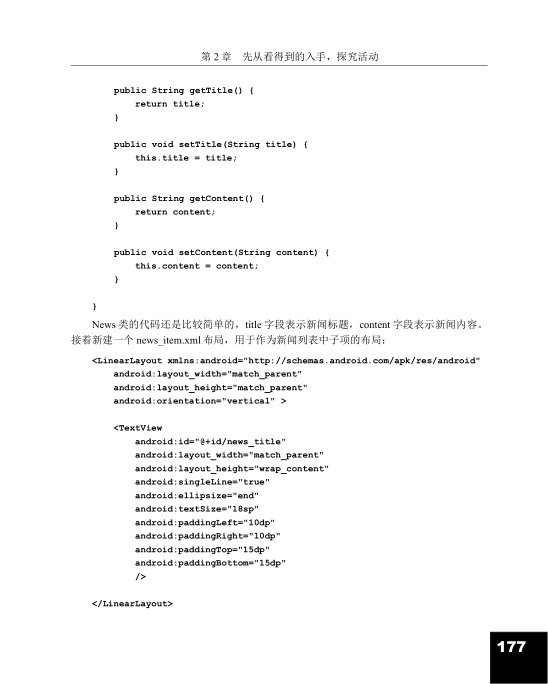 第 2 章 先从看得到的入手，探究活动
public String getTitle() {
return title;
}
public void setTitle(String title) {
this.title = title;
}
public String getContent() {
return content;
}
public void setContent(String content) {
this.content = content;
}
}
News 类的代码还是比较简单的，title 字段表示新闻标题，content 字段表示新闻内容。
接着新建一个 news_item.xml 布局，用于作为新闻列表中子项的布局：
<LinearLayout xmlns:android="http://schemas.android.com/apk/res/android"
android:layout_width="match_parent"
android:layout_height="match_parent"
android:orientation="vertical" >
<TextView
android:id="@+id/news_title"
android:layout_width="match_parent"
android:layout_height="wrap_content"
android:singleLine="true"
android:ellipsize="end"
android:textSize="18sp"
android:paddingLeft="10dp"
android:paddingRight="10dp"
android:paddingTop="15dp"
android:paddingBottom="15dp"
/>
</LinearLayout>
177